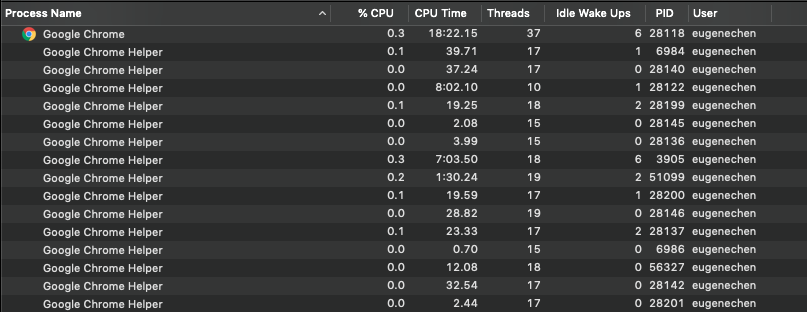 Process Name % CPU CPU Time Threads Idle Wake Ups PID User
Google Chrome 0.3 18:22.15 37 6 28118 eugenechen
Google Chrome Helper 0.1 39.71 17 1 6984 eugenechen
Google Chrome Helper 0.0 37.24 17 0 28140 eugenechen
Google Chrome Helper 0.0 8:02.10 10 1 28122 eugenechen
Google Chrome Helper 0.1 19.25 18 2 28199 eugenechen
Google Chrome Helper 0.0 2.08 15 0 28145 eugenechen
Google Chrome Helper 0.0 3.99 15 0 28136 eugenechen
Google Chrome Helper 0.3 7:03.50 18 6 3905 eugenechen
Google Chrome Helper 0.2 1:30.24 19 2 51099 eugenechen
Google Chrome Helper 0.1 19.59 17 1 28200 eugenechen
Google Chrome Helper 0.0 28.82 19 0 28146 eugenechen
Google Chrome Helper 0.1 23.33 17 2 28137 eugenechen
Google Chrome Helper 0.0 0.70 15 0 6986 eugenechen
Google Chrome Helper 0.0 12.08 18 0 56327 eugenechen
Google Chrome Helper 0.0 32.54 17 0 28142 eugenechen
Google Chrome Helper 0.0 2.44 17 0 28201 eugenechen